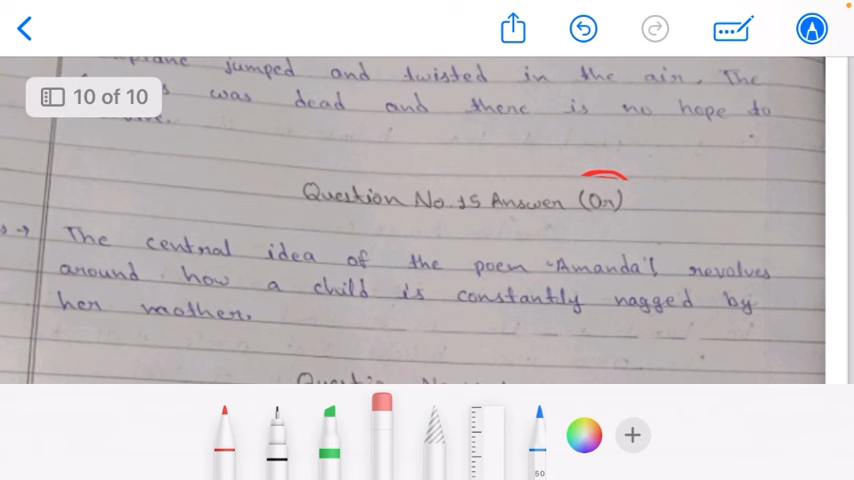 jumped and twisted in the air. The
10 of 10
was dead and there is no hope to
Question No.15 Answer (Or)
The central idea of the poem "Amanda"! revolves
around how a child is constantly nagged by
her mother.
50